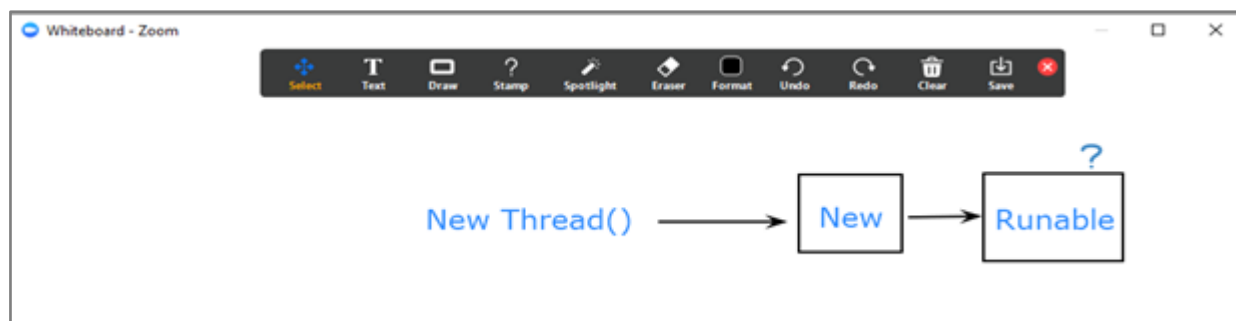 Whiteboard - Zoom
Select Text Draw Stamp Spotlight Eraser Format Undo Redo Clear Save
?
New Thread() New Runable